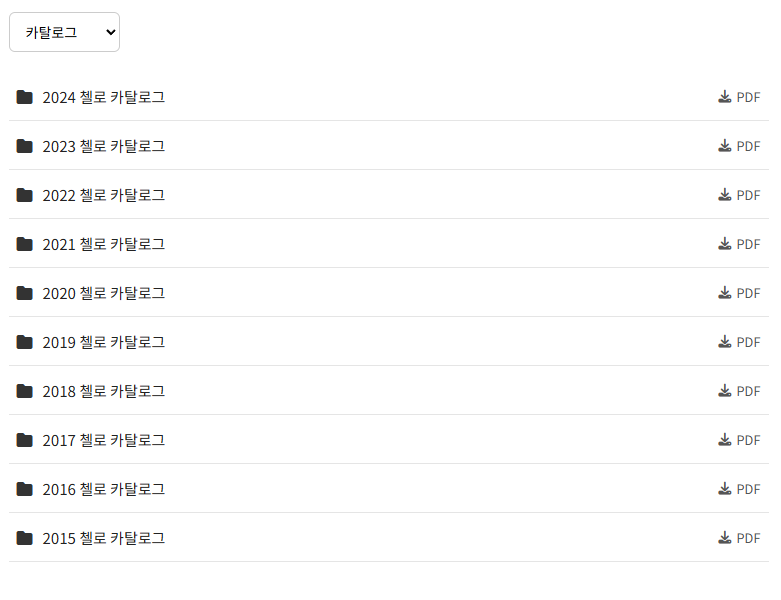 카탈로그
2024 첼로 카탈로그 PDF
2023 첼로 카탈로그 PDF
2022 첼로 카탈로그 PDF
2021 첼로 카탈로그 PDF
2020 첼로 카탈로그 PDF
2019 첼로 카탈로그 PDF
2018 첼로 카탈로그 PDF
2017 첼로 카탈로그 PDF
2016 첼로 카탈로그 PDF
2015 첼로 카탈로그 PDF